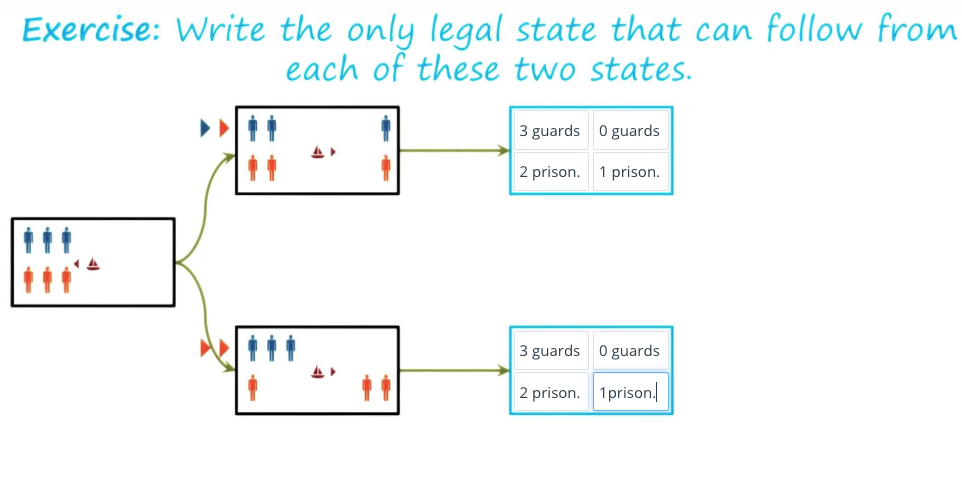 Exercise: Write the only legal state that can follow from
each of these two states.
3 guards 0 guards
2 prison. 1 prison.
3 guards 0 guards
2 prison. 1prison.